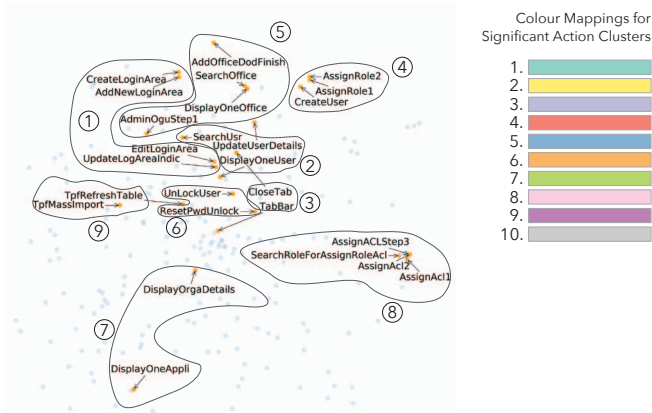 Colour Mappings for
Significant Action Clusters
1.
2.
3.
4.
5.
6.
7.
8.
9.
10.
5
AddOfficeDodFinish
SearchOffice
CreateLoginArea
AddNewLoginArea
4
AssignRole2
AssignRole1
CreateUser
DisplayOneOffice
AdminOguStep1
1
SearchUsr
EditLoginArea
UpdateUserDetails
UpdateLogAreaIndic
DisplayOneUser
2
TpfRefreshTable
TpfMassImport
UnLockUser
CloseTab
ResetPwdUnlock
TabBar
3
6
9
AssignACLStep3
SearchRoleForAssignRoleAcl
AssignAcl2
AssignAcl1
8
DisplayOrgaDetails
7
DisplayOneAppli